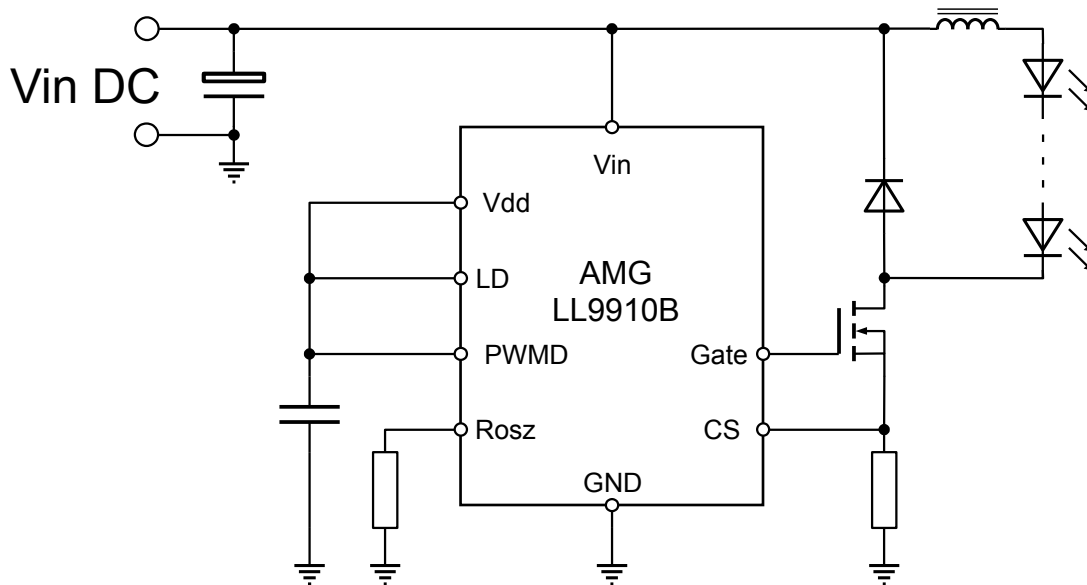 Vin DC
Vin
Vdd
LD
AMG
LL9910B
PWMD
Gate
Rosz
CS
GND